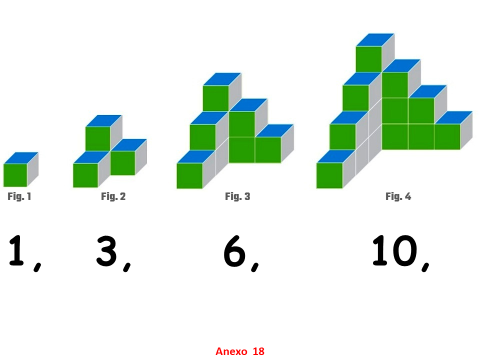 Fig. 1 Fig. 2 Fig. 3 Fig. 4
1, 3, 6, 10,
Anexo 18